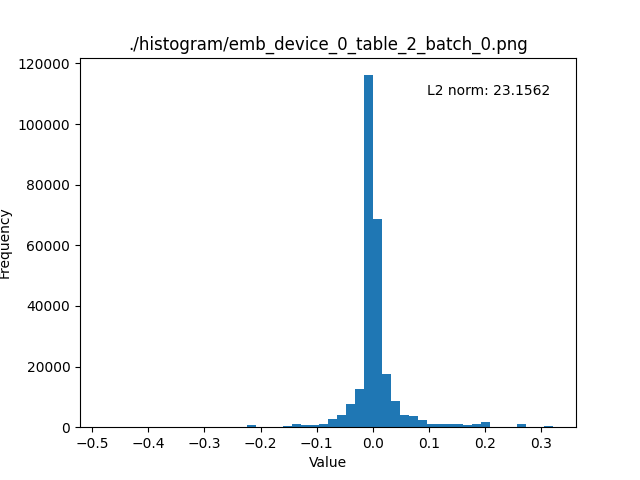 ./histogram/emb_device_0_table_2_batch_0.png
L2 norm: 23.1562
120000
100000
80000
60000
40000
20000
0
Frequency
−0.5 −0.4 −0.3 −0.2 −0.1 0.0 0.1 0.2 0.3
Value